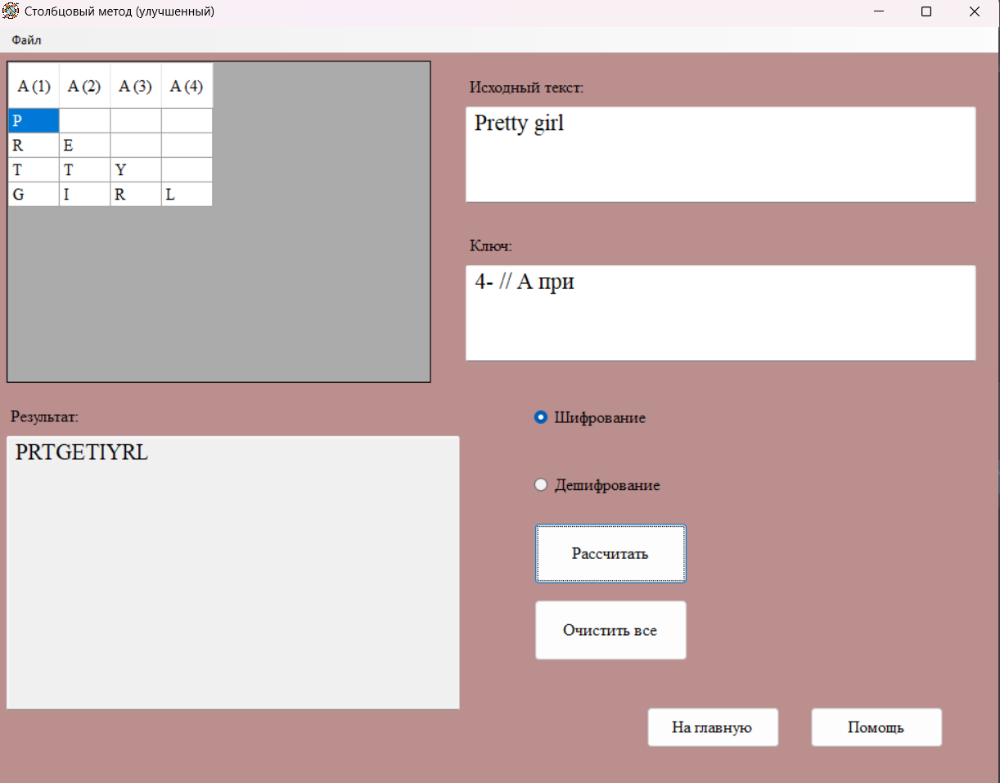 Столбцовый метод (улучшенный)
Файл
A (1) A (2) A (3) A (4)
P
R E
T T Y
G I R L
Исходный текст:
Pretty girl
Ключ:
4- // А при
Результат:
PRTGETIYRL
Шифрование
Дешифрование
Рассчитать
Очистить все
На главную
Помощь